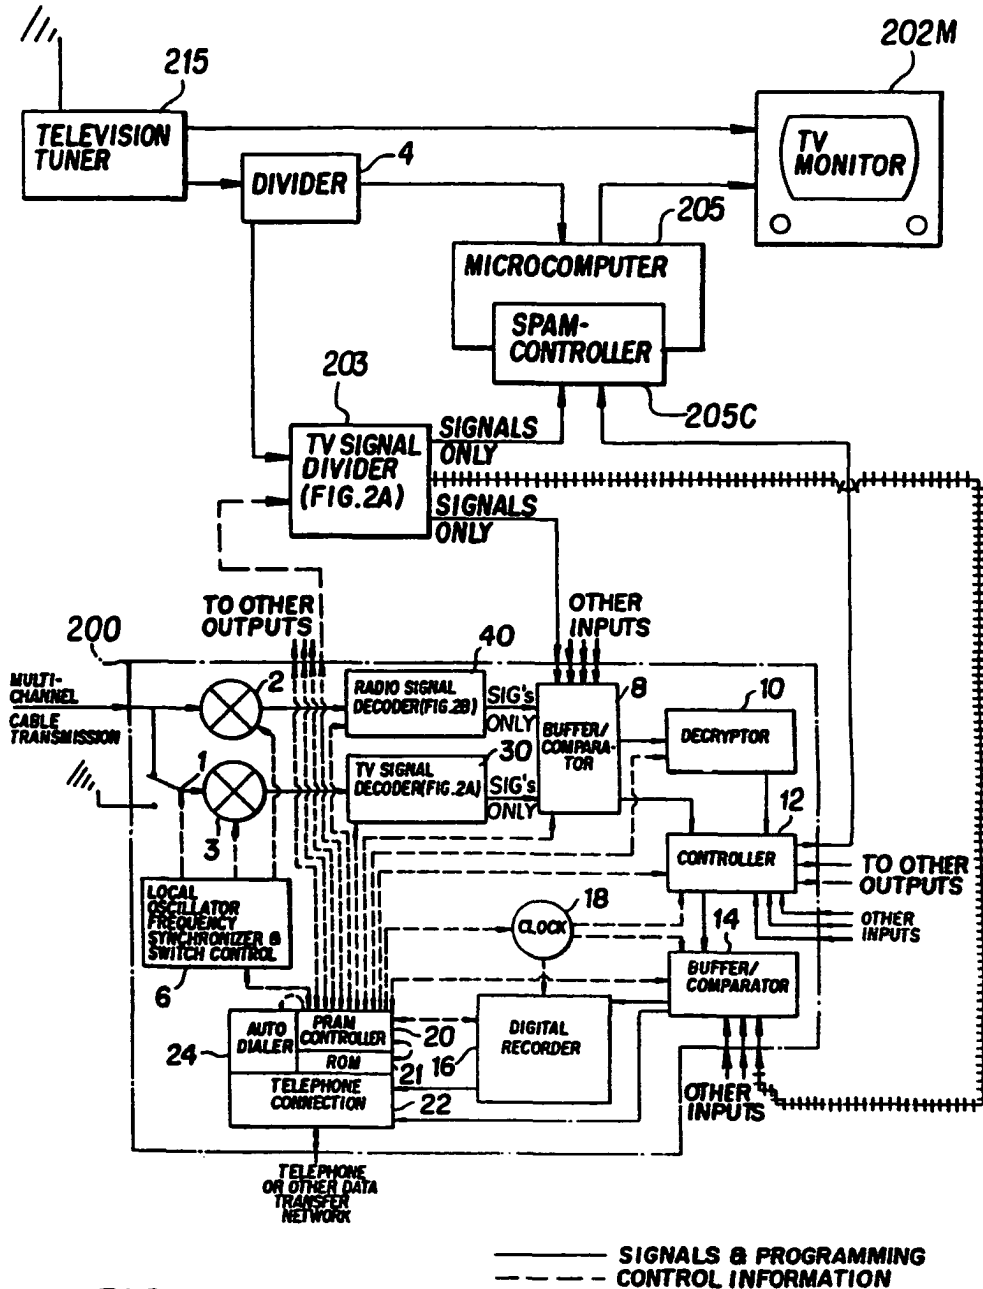 202M
215
TELEVISION
TUNER
TV
MONITOR
4
DIVIDER
205
MICROCOMPUTER
SPAM-
CONTROLLER
203
205C
SIGNALS
ONLY
TV SIGNAL
DIVIDER
(FIG.2A)
SIGNALS
ONLY
TO OTHER
OUTPUTS
OTHER
INPUTS
200
40
2
8
MULTI-
CHANNEL
CABLE
TRANSMISSION
RADIO SIGNAL
DECODER(FIG.2B)
SIG's
ONLY
10
DECRYPTOR
BUFFER/
COMPARA-
TOR
30
1
TV SIGNAL
DECODER(FIG.2A)
SIG's
ONLY
3
12
CONTROLLER
TO OTHER
OUTPUTS
LOCAL
OSCILLATOR
FREQUENCY
SYNCHRONIZER &
SWITCH CONTROL
6
18
CLOCK
OTHER
INPUTS
14
BUFFER/
COMPARATOR
AUTO
DIALER
PRAM
CONTROLLER
20
24
ROM
21
16
DIGITAL
RECORDER
TELEPHONE
CONNECTION
22
OTHER
INPUTS
TELEPHONE
OR OTHER DATA
TRANSFER
NETWORK
SIGNALS & PROGRAMMING
CONTROL INFORMATION